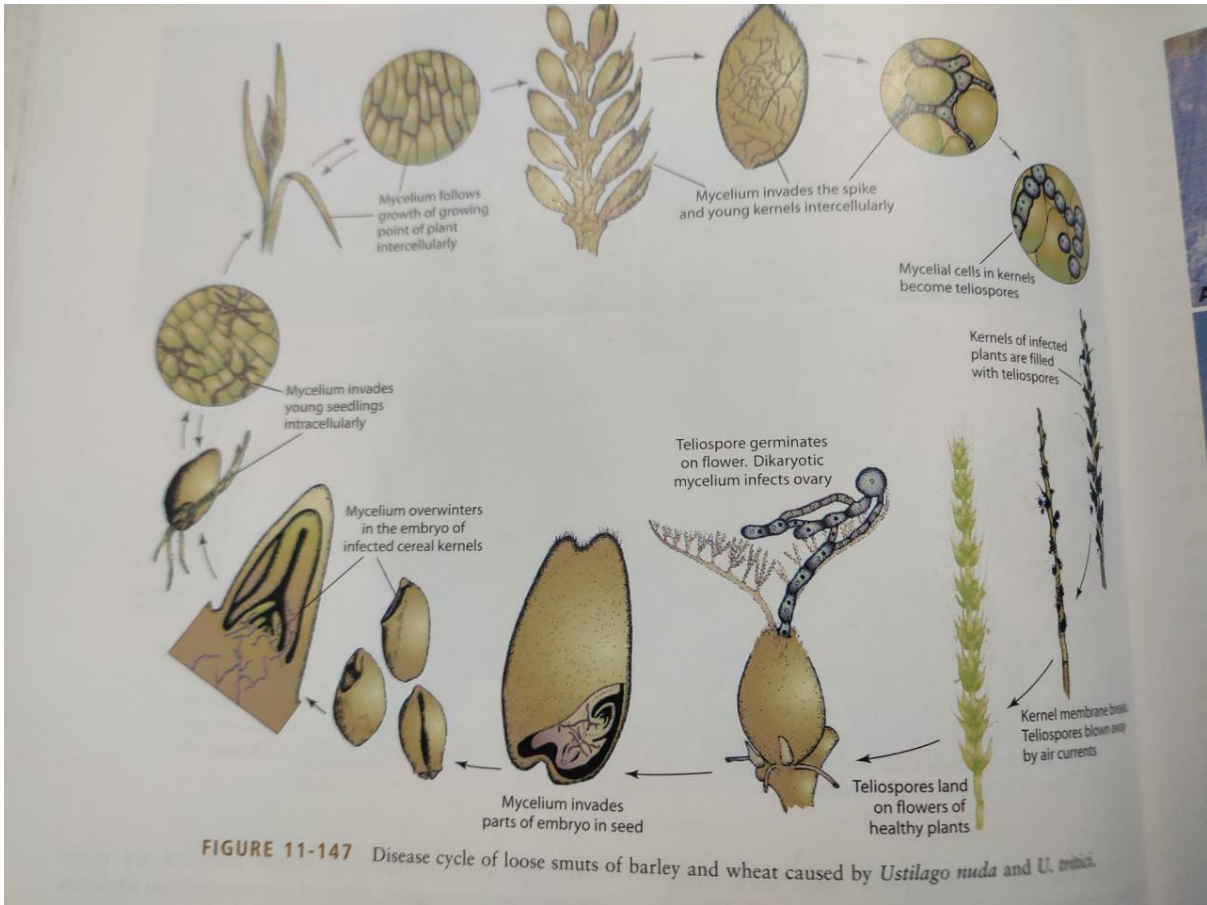 Mycelium follows
growth of growing
point of plant
intercellularly
Mycelium invades the spike
and young kernels intercellularly
Mycelial cells in kernels
become teliospores
Kernels of infected
plants are filled
with teliospores
Mycelium invades
young seedlings
intracellularly
Teliospore germinates
on flower. Dikaryotic
mycelium infects ovary
Mycelium overwinters
in the embryo of
infected cereal kernels
Kernel membrane breaks
Teliospores blown away
by air currents
Teliospores land
on flowers of
healthy plants
Mycelium invades
parts of embryo in seed
FIGURE 11-147 Disease cycle of loose smuts of barley and wheat caused by Ustilago nuda and U. tritici.